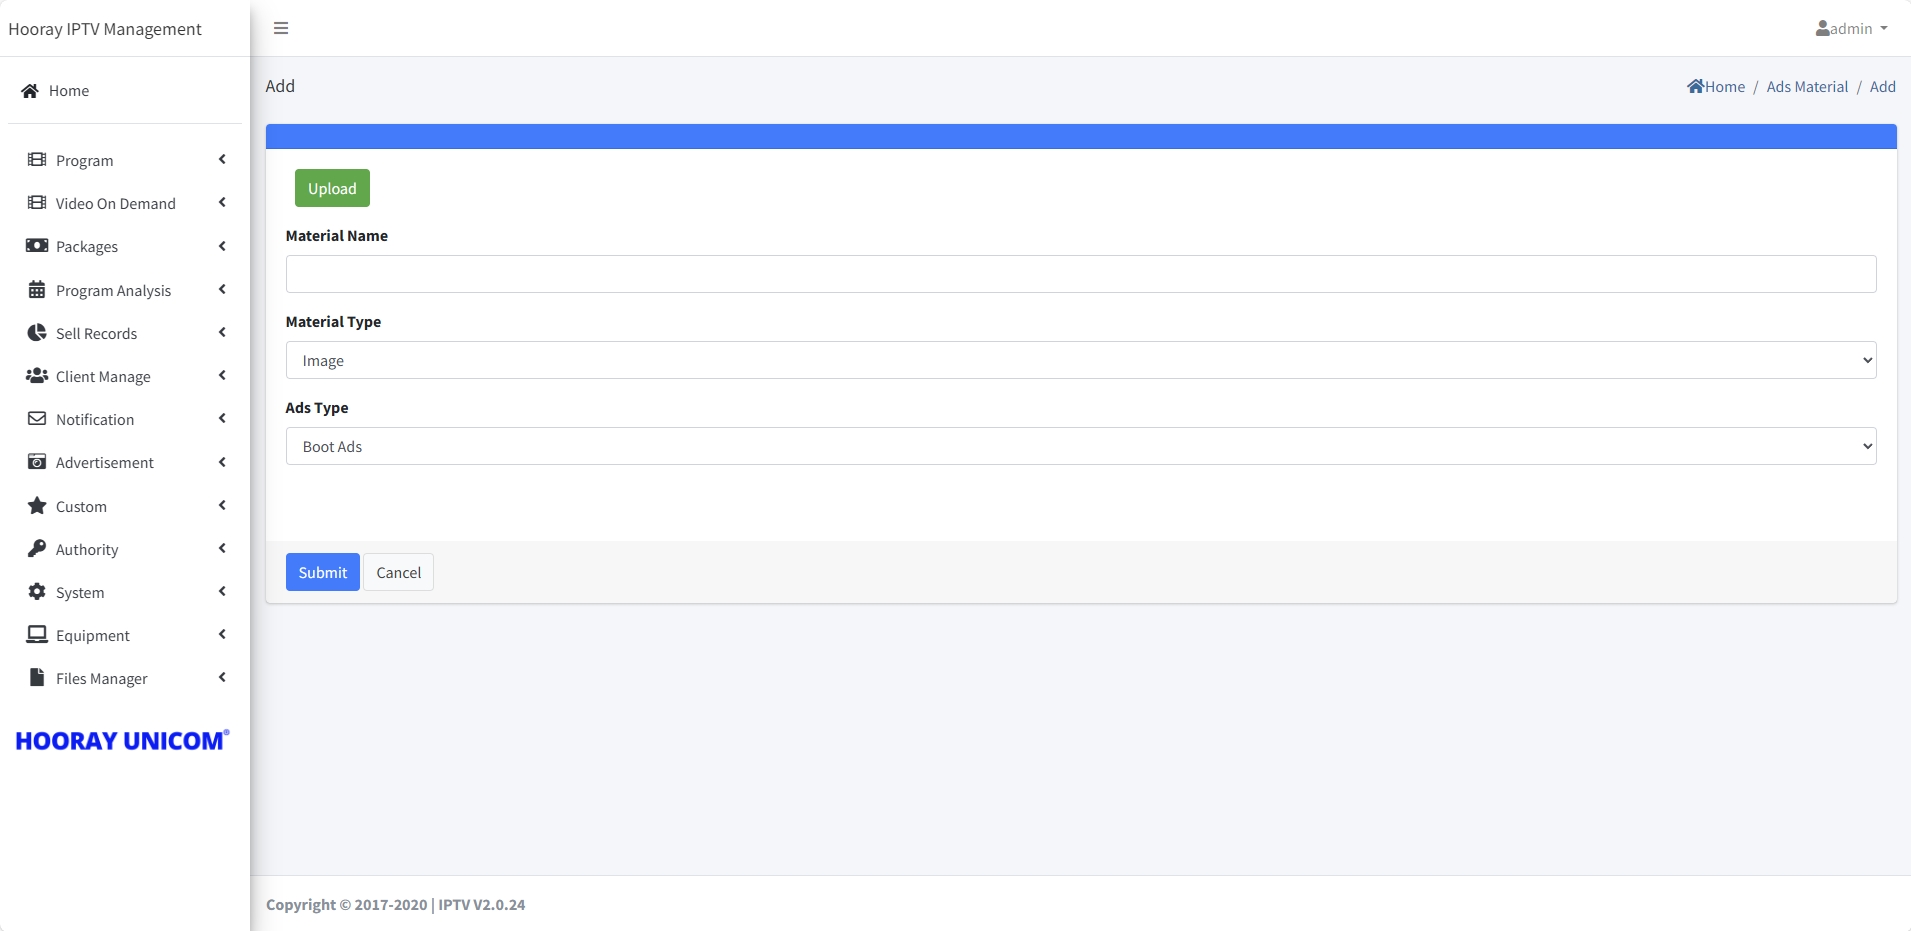 Hooray IPTV Management
admin
Home
Program
Video On Demand
Packages
Program Analysis
Sell Records
Client Manage
Notification
Advertisement
Custom
Authority
System
Equipment
Files Manager
HOORAY UNICOM®
Add
Home / Ads Material / Add
Upload
Material Name
Material Type
Image
Ads Type
Boot Ads
Submit Cancel
Copyright © 2017-2020 | IPTV V2.0.24